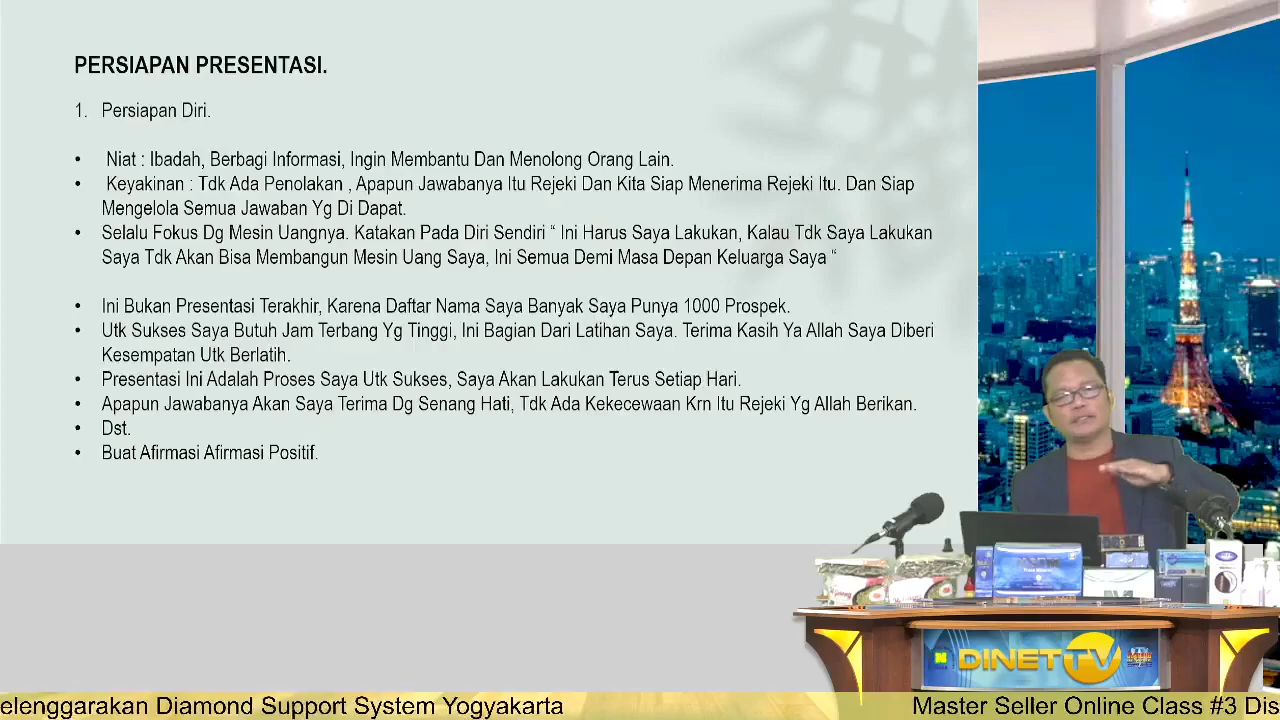 PERSIAPAN PRESENTASI.
1. Persiapan Diri.
• Niat : Ibadah, Berbagi Informasi, Ingin Membantu Dan Menolong Orang Lain.
• Keyakinan : Tdk Ada Penolakan , Apapun Jawabanya Itu Rejeki Dan Kita Siap Menerima Rejeki Itu. Dan Siap
Mengelola Semua Jawaban Yg Di Dapat.
• Selalu Fokus Dg Mesin Uangnya. Katakan Pada Diri Sendiri “ Ini Harus Saya Lakukan, Kalau Tdk Saya Lakukan
Saya Tdk Akan Bisa Membangun Mesin Uang Saya, Ini Semua Demi Masa Depan Keluarga Saya “
• Ini Bukan Presentasi Terakhir, Karena Daftar Nama Saya Banyak Saya Punya 1000 Prospek.
• Utk Sukses Saya Butuh Jam Terbang Yg Tinggi, Ini Bagian Dari Latihan Saya. Terima Kasih Ya Allah Saya Diberi
Kesempatan Utk Berlatih.
• Presentasi Ini Adalah Proses Saya Utk Sukses, Saya Akan Lakukan Terus Setiap Hari.
• Apapun Jawabanya Akan Saya Terima Dg Senang Hati, Tdk Ada Kekecewaan Krn Itu Rejeki Yg Allah Berikan.
• Dst.
• Buat Afirmasi Afirmasi Positif.
DINET TV
elenggarakan Diamond Support System Yogyakarta
Master Seller Online Class #3 Dis